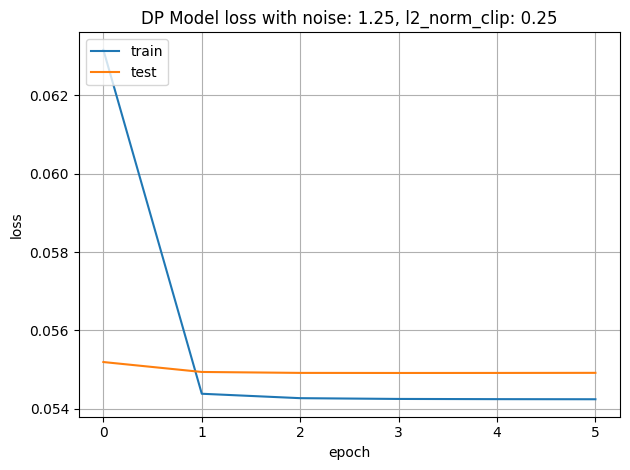 DP Model loss with noise: 1.25, l2_norm_clip: 0.25
train
test
0.062
0.060
0.058
0.056
0.054
loss
0 1 2 3 4 5
epoch